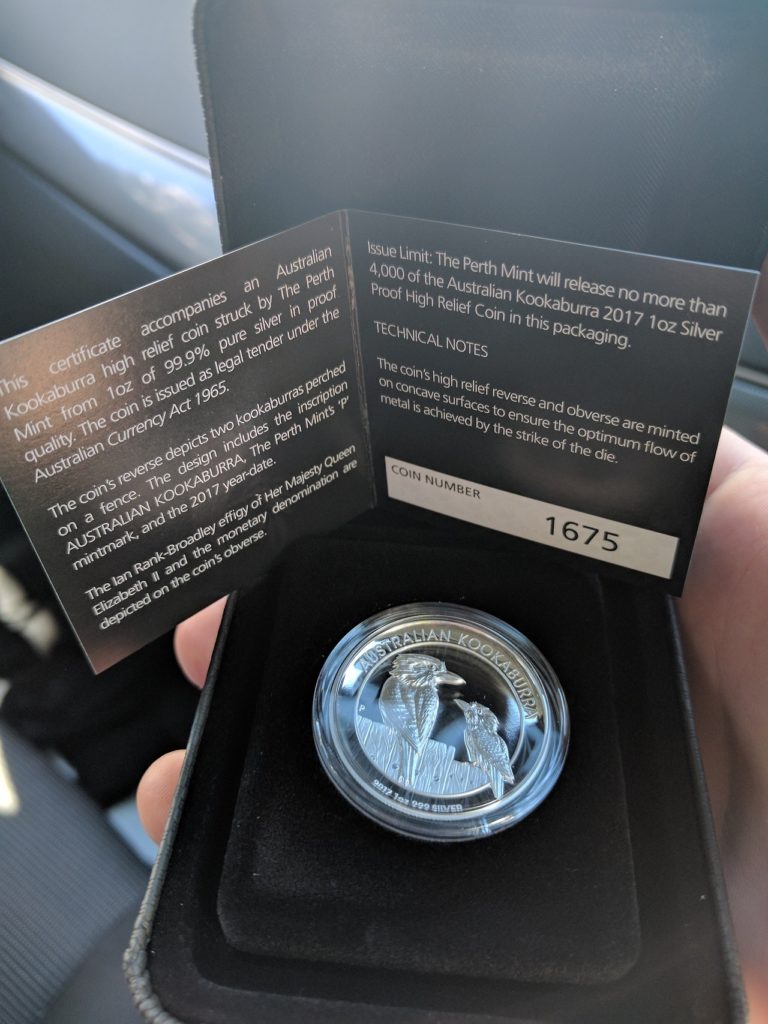 This certificate accompanies an Australian
Kookaburra high relief coin struck by The Perth
Mint from 1oz of 99.9% pure silver in proof
quality. The coin is issued as legal tender under the
Australian Currency Act 1965.
The coin's reverse depicts two kookaburras perched
on a fence. The design includes the inscription
AUSTRALIAN KOOKABURRA, The Perth Mint's 'P'
mintmark, and the 2017 year-date.
The Ian Rank-Broadley effigy of Her Majesty Queen
Elizabeth II and the monetary denomination are
depicted on the coin's obverse.
Issue Limit: The Perth Mint will release no more than
4,000 of the Australian Kookaburra 2017 1oz Silver
Proof High Relief Coin in this packaging.
TECHNICAL NOTES
The coin's high relief reverse and obverse are minted
on concave surfaces to ensure the optimum flow of
metal is achieved by the strike of the die.
COIN NUMBER
1675
AUSTRALIAN KOOKABURRA
P
2017 1oz 999 SILVER